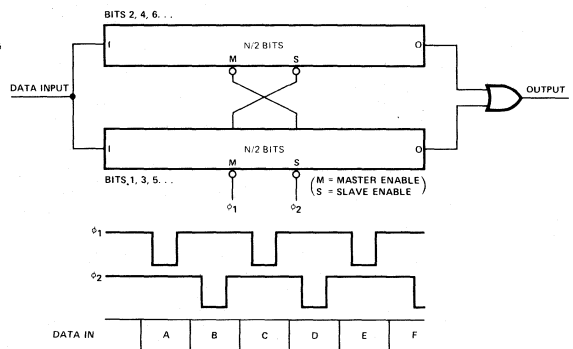 BITS 2, 4, 6. . .
I N/2 BITS O
M S
DATA INPUT
OUTPUT
I N/2 BITS O
M S
BITS 1, 3, 5. . .
(M = MASTER ENABLE
S = SLAVE ENABLE)
φ1 φ2
φ1
φ2
DATA IN A B C D E F